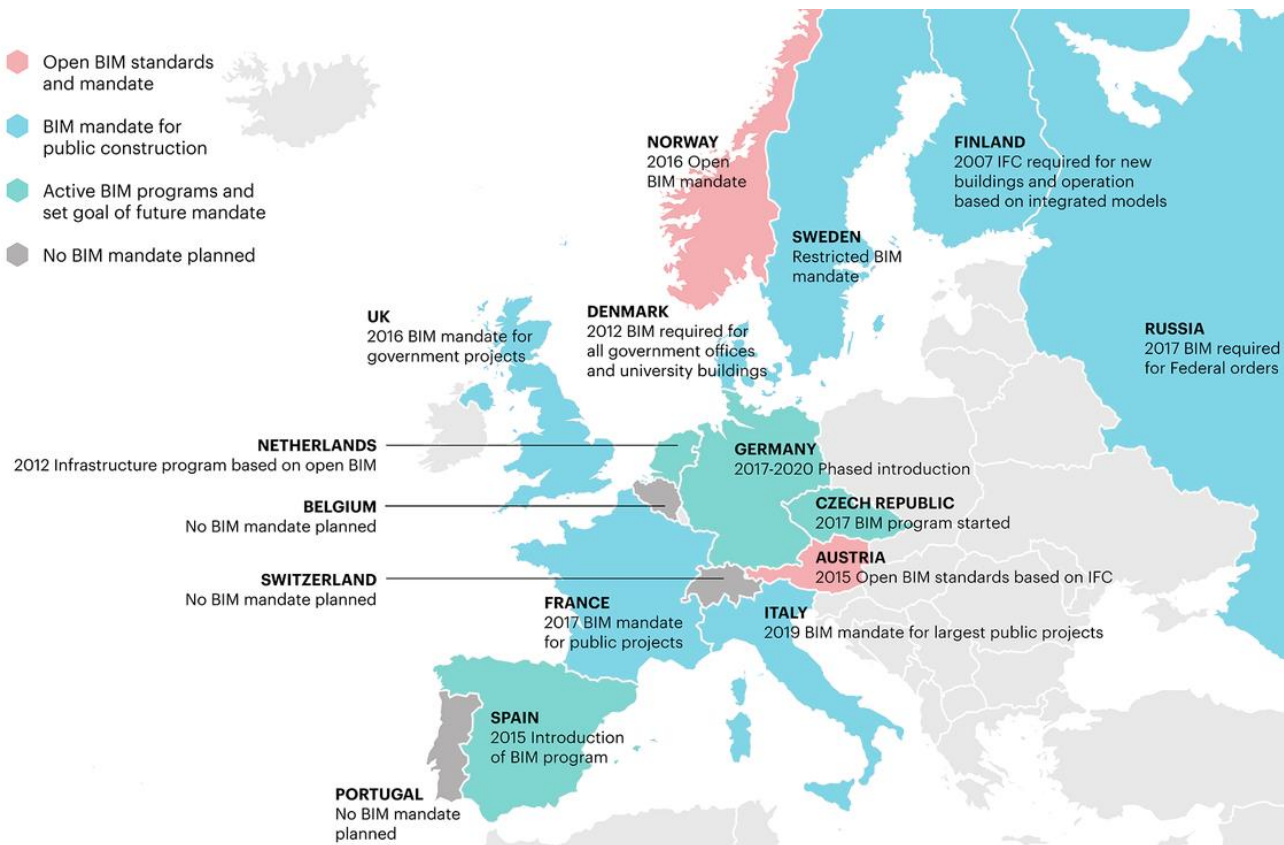 Open BIM standards
and mandate
BIM mandate for
public construction
Active BIM programs and
set goal of future mandate
No BIM mandate planned
NORWAY
2016 Open
BIM mandate
FINLAND
2007 IFC required for new
buildings and operation
based on integrated models
SWEDEN
Restricted BIM
mandate
UK
2016 BIM mandate for
government projects
DENMARK
2012 BIM required for
all government offices
and university buildings
RUSSIA
2017 BIM required
for Federal orders
NETHERLANDS
2012 Infrastructure program based on open BIM
GERMANY
2017-2020 Phased introduction
BELGIUM
No BIM mandate planned
CZECH REPUBLIC
2017 BIM program started
SWITZERLAND
No BIM mandate planned
AUSTRIA
2015 Open BIM standards based on IFC
FRANCE
2017 BIM mandate
for public projects
ITALY
2019 BIM mandate for largest public projects
SPAIN
2015 Introduction
of BIM program
PORTUGAL
No BIM mandate
planned